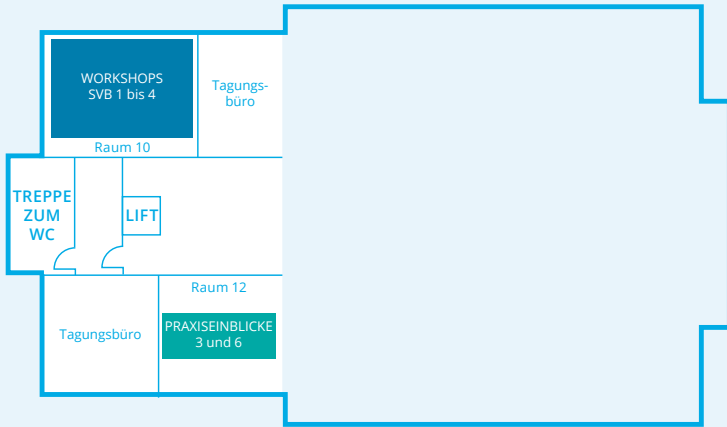 WORKSHOPS
SVB 1 bis 4
Tagungs-
büro
Raum 10
TREPPE
ZUM
WC
LIFT
Raum 12
Tagungsbüro
PRAXISEINBLICKE
3 und 6